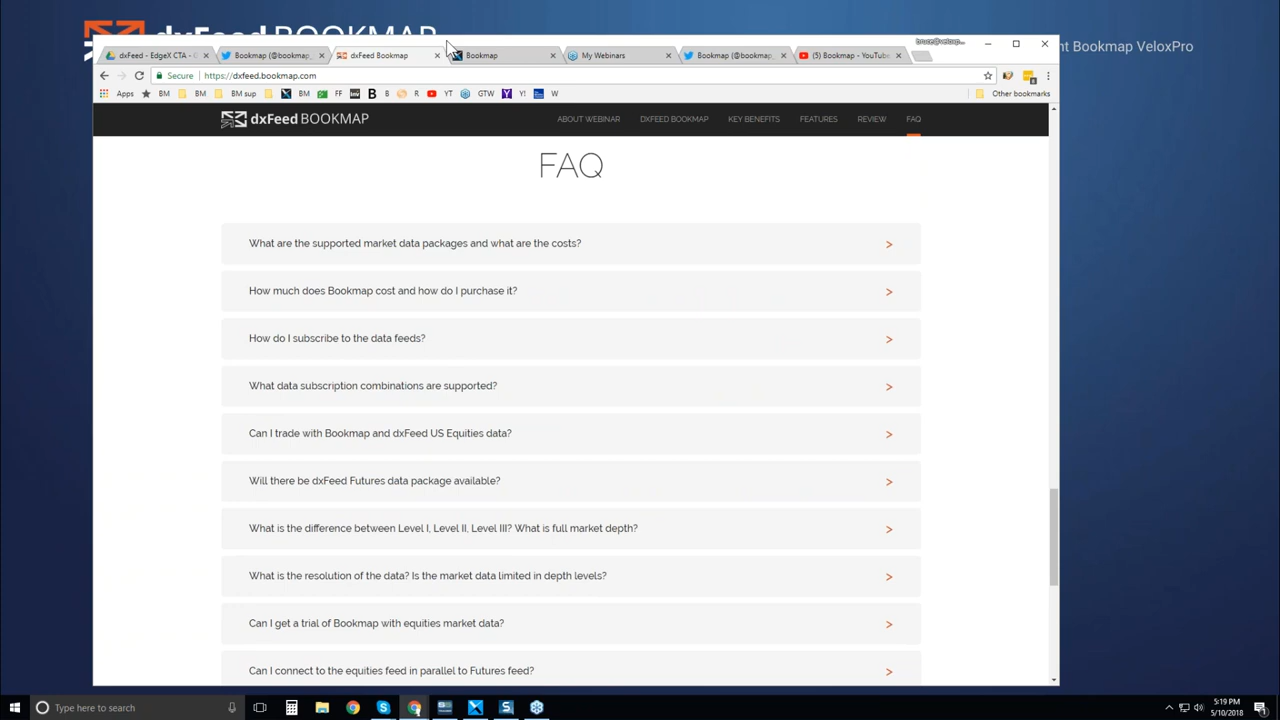 dxFeed BOOKMAP
nt Bookmap VeloxPro
dxFeed - EdgeX CTA -
Bookmap (@bookmap_
dxFeed Bookmap
Bookmap
My Webinars
Bookmap (@bookmap_
(5) Bookmap - YouTube
Secure
https://dxfeed.bookmap.com
Apps
BM
BM
BM sup
BM
FF
B
R
YT
GTW
Y!
W
Other bookmarks
dxFeed BOOKMAP
ABOUT WEBINAR
DXFEED BOOKMAP
KEY BENEFITS
FEATURES
REVIEW
FAQ
FAQ
What are the supported market data packages and what are the costs?
How much does Bookmap cost and how do I purchase it?
How do I subscribe to the data feeds?
What data subscription combinations are supported?
Can I trade with Bookmap and dxFeed US Equities data?
Will there be dxFeed Futures data package available?
What is the difference between Level I, Level II, Level III? What is full market depth?
What is the resolution of the data? Is the market data limited in depth levels?
Can I get a trial of Bookmap with equities market data?
Can I connect to the equities feed in parallel to Futures feed?
Type here to search
5:19 PM
5/10/2018